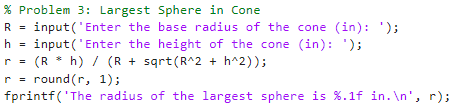 % Problem 3: Largest Sphere in Cone
R = input('Enter the base radius of the cone (in): ');
h = input('Enter the height of the cone (in): ');
r = (R * h) / (R + sqrt(R^2 + h^2));
r = round(r, 1);
fprintf('The radius of the largest sphere is %.1f in.\n', r);